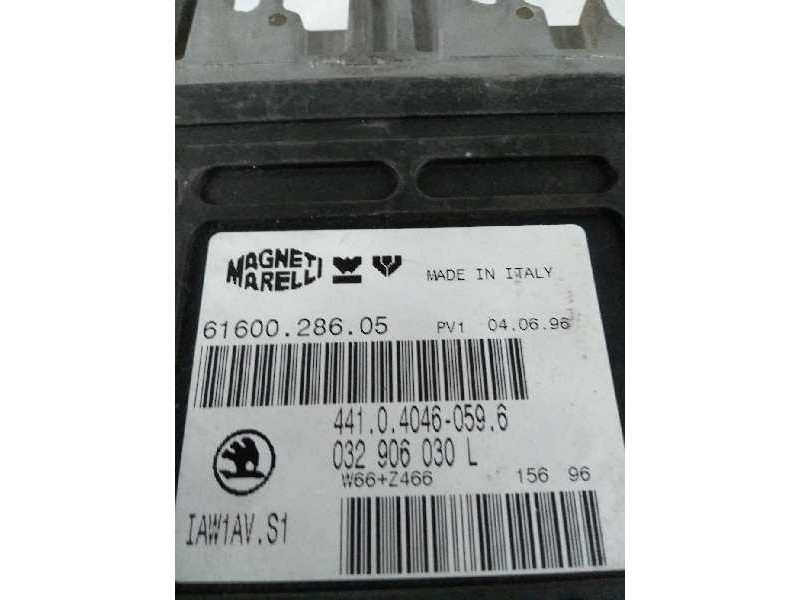 MAGNETI
MARELLI
MADE IN ITALY
61600.286.05 PV1 04.06.96
441.0.4046-059.6
032 906 030 L
W66+Z466 156 96
IAW1AV.S1